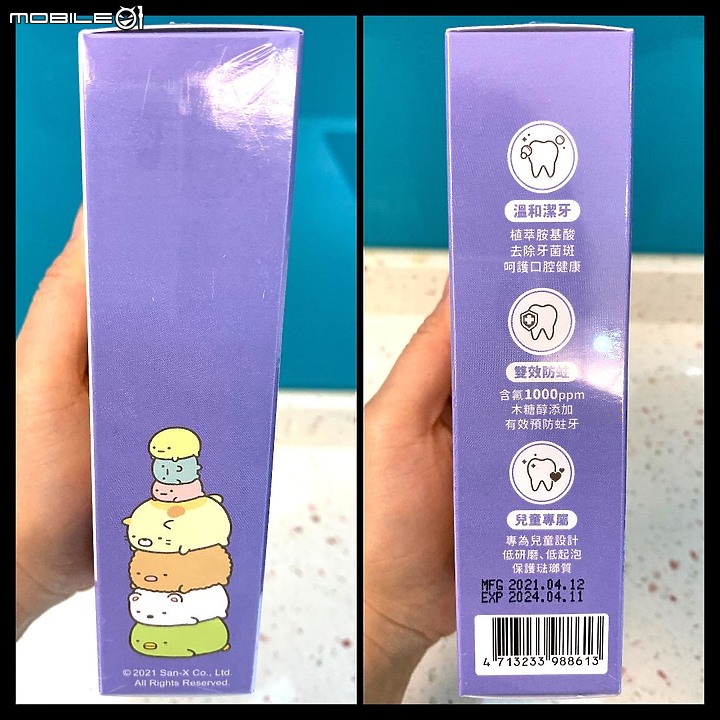 MOBILE01
© 2021 San-X Co., Ltd.
All Rights Reserved.
溫和潔牙
植萃胺基酸
去除牙菌斑
呵護口腔健康
雙效防蛀
含氟1000ppm
木糖醇添加
有效預防蛀牙
兒童專屬
專為兒童設計
低研磨、低起泡
保護琺瑯質
MFG 2021.04.12
EXP 2024.04.11
4 713233 988613